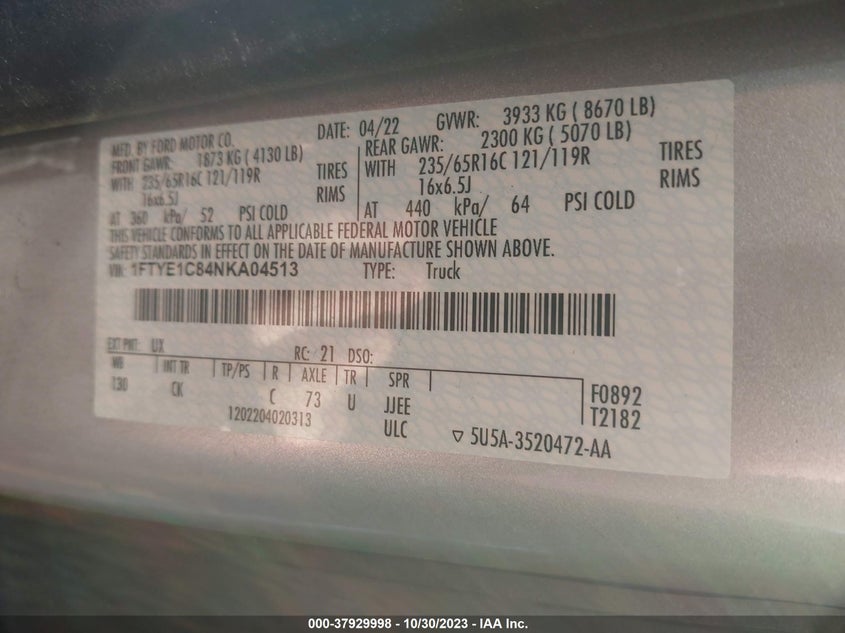 MFD. BY FORD MOTOR CO. DATE: 04/22 GVWR: 3933 KG ( 8670 LB)
FRONT GAWR: 1873 KG ( 4130 LB) REAR GAWR: 2300 KG ( 5070 LB)
WITH 235/65R16C 121/119R TIRES WITH 235/65R16C 121/119R TIRES
16x6.5J RIMS 16x6.5J RIMS
AT 360 kPa/ 52 PSI COLD AT 440 kPa/ 64 PSI COLD
THIS VEHICLE CONFORMS TO ALL APPLICABLE FEDERAL MOTOR VEHICLE
SAFETY STANDARDS IN EFFECT ON THE DATE OF MANUFACTURE SHOWN ABOVE.
VIN: 1FTYE1C84NKA04513 TYPE: Truck
EXT PNT: UX RC: 21 DSO:
WB INT TR TP/PS R AXLE TR SPR
130 CK C 73 U JJEE F0892
1202204020313 ULC T2182
5U5A-3520472-AA
000-37929998 - 10/30/2023 - IAA Inc.